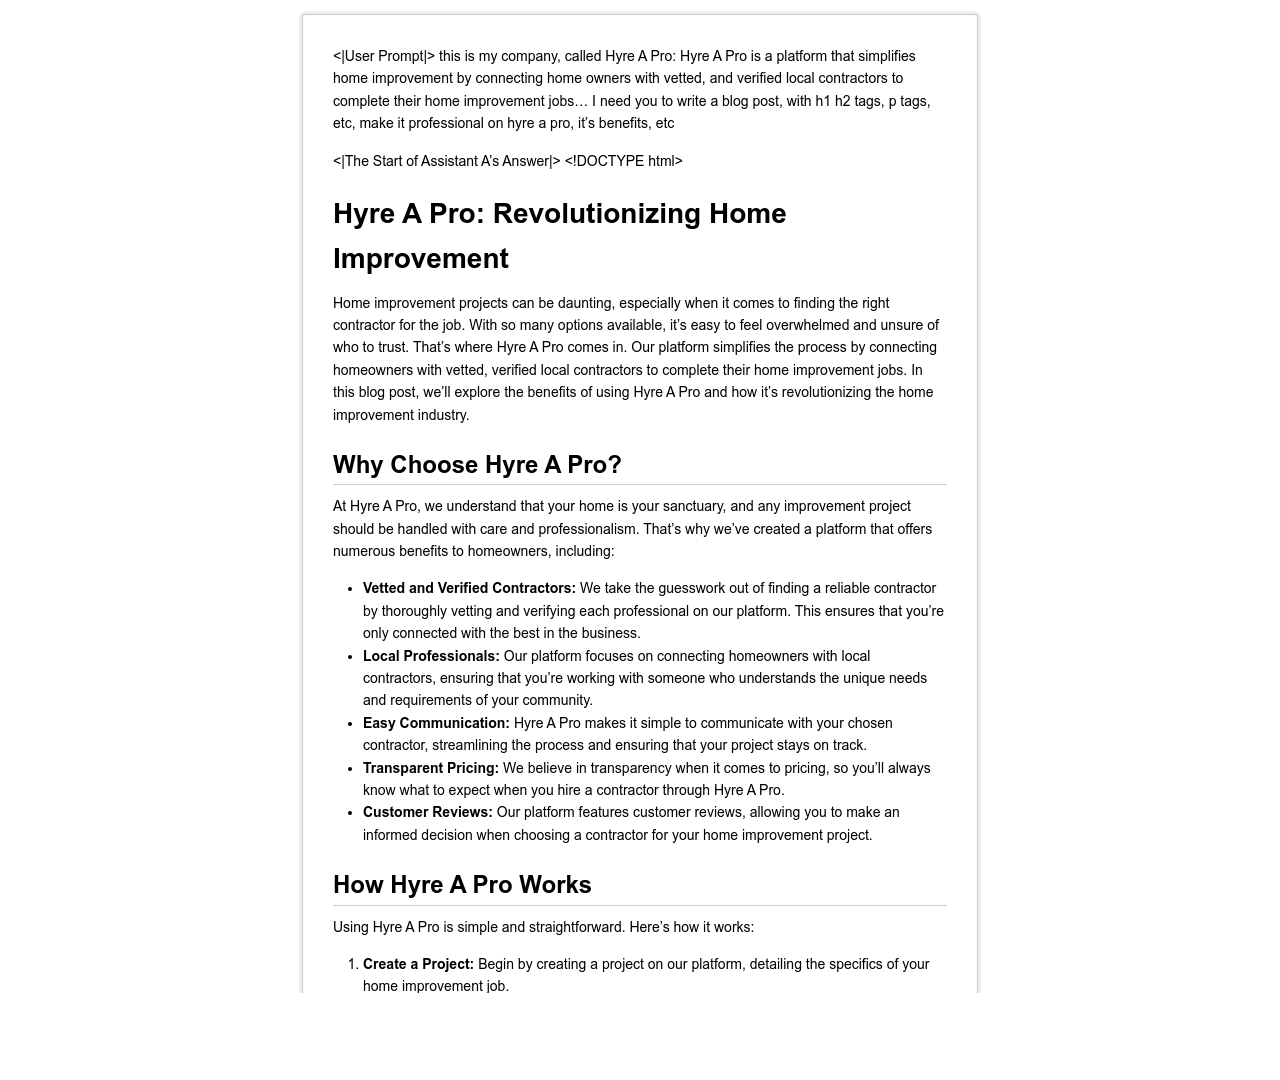 <|User Prompt|> this is my company, called Hyre A Pro: Hyre A Pro is a platform that simplifies
home improvement by connecting home owners with vetted, and verified local contractors to
complete their home improvement jobs… I need you to write a blog post, with h1 h2 tags, p tags,
etc, make it professional on hyre a pro, it’s benefits, etc
<|The Start of Assistant A’s Answer|> <!DOCTYPE html>
Hyre A Pro: Revolutionizing Home
Improvement
Home improvement projects can be daunting, especially when it comes to finding the right
contractor for the job. With so many options available, it’s easy to feel overwhelmed and unsure of
who to trust. That’s where Hyre A Pro comes in. Our platform simplifies the process by connecting
homeowners with vetted, verified local contractors to complete their home improvement jobs. In
this blog post, we’ll explore the benefits of using Hyre A Pro and how it’s revolutionizing the home
improvement industry.
Why Choose Hyre A Pro?
At Hyre A Pro, we understand that your home is your sanctuary, and any improvement project
should be handled with care and professionalism. That’s why we’ve created a platform that offers
numerous benefits to homeowners, including:
• Vetted and Verified Contractors: We take the guesswork out of finding a reliable contractor
by thoroughly vetting and verifying each professional on our platform. This ensures that you’re
only connected with the best in the business.
• Local Professionals: Our platform focuses on connecting homeowners with local
contractors, ensuring that you’re working with someone who understands the unique needs
and requirements of your community.
• Easy Communication: Hyre A Pro makes it simple to communicate with your chosen
contractor, streamlining the process and ensuring that your project stays on track.
• Transparent Pricing: We believe in transparency when it comes to pricing, so you’ll always
know what to expect when you hire a contractor through Hyre A Pro.
• Customer Reviews: Our platform features customer reviews, allowing you to make an
informed decision when choosing a contractor for your home improvement project.
How Hyre A Pro Works
Using Hyre A Pro is simple and straightforward. Here’s how it works:
1. Create a Project: Begin by creating a project on our platform, detailing the specifics of your
home improvement job.